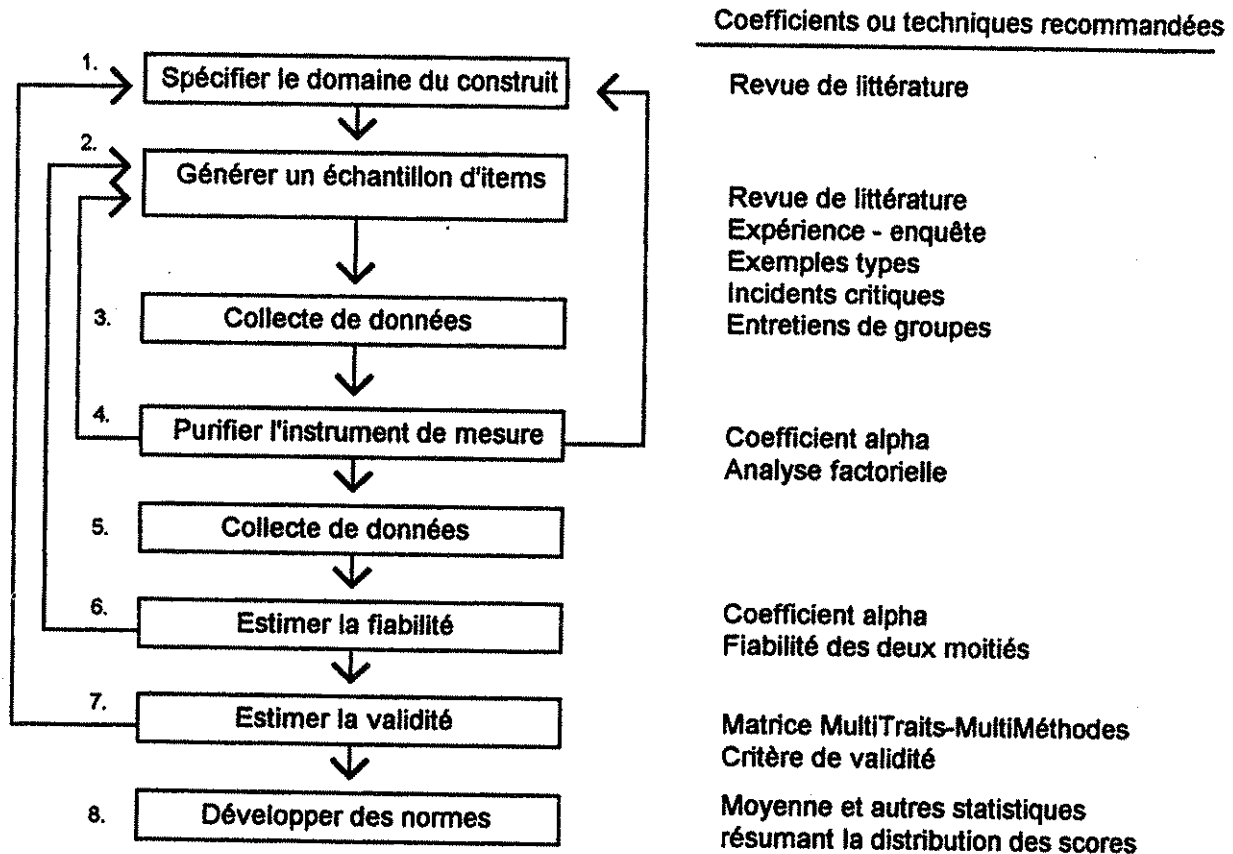 Coefficients ou techniques recommandées
1.
Spécifier le domaine du construit
Revue de littérature
2.
Générer un échantillon d'items
Revue de littérature
Expérience - enquête
Exemples types
Incidents critiques
Entretiens de groupes
3.
Collecte de données
4.
Purifier l'instrument de mesure
Coefficient alpha
Analyse factorielle
5.
Collecte de données
6.
Estimer la fiabilité
Coefficient alpha
Fiabilité des deux moitiés
7.
Estimer la validité
Matrice MultiTraits-MultiMéthodes
Critère de validité
8.
Développer des normes
Moyenne et autres statistiques
résumant la distribution des scores